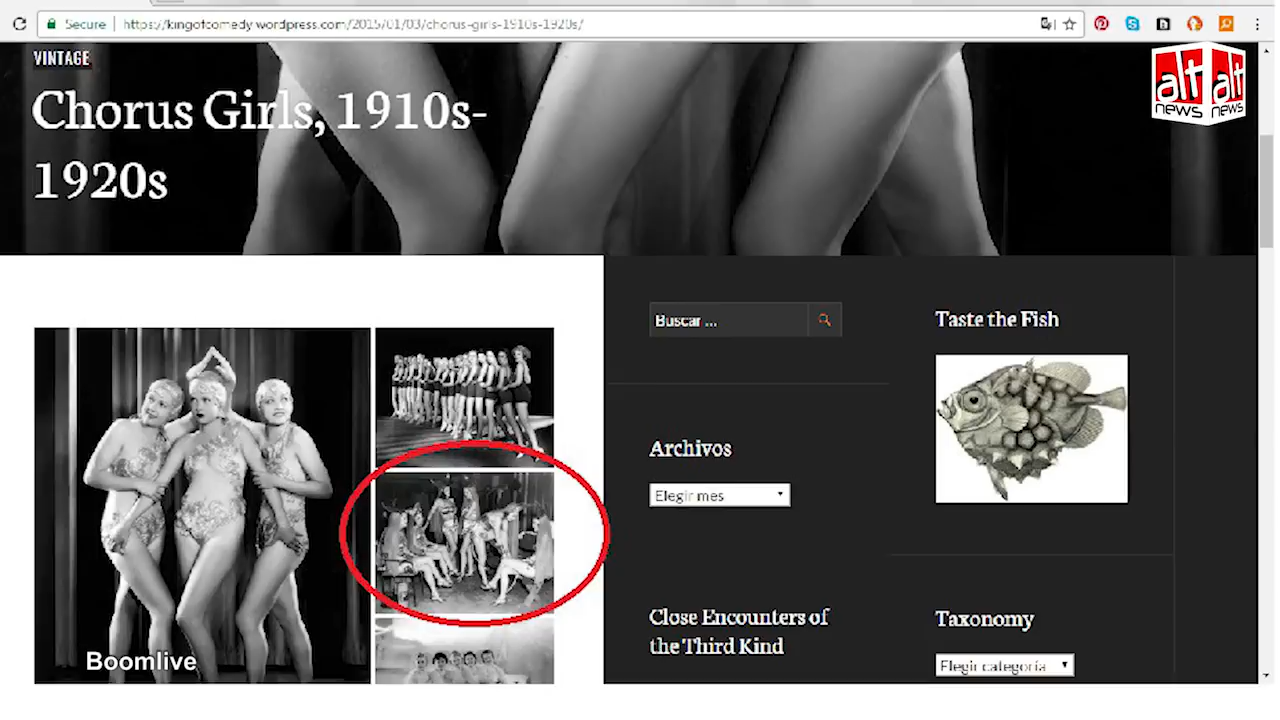 Secure
https://kingofcomedy.wordpress.com/2015/01/03/chorus-girls-1910s-1920s/
alt alt
news news
VINTAGE
Chorus Girls, 1910s-
1920s
Buscar ...
Taste the Fish
Archivos
Elegir mes
Close Encounters of
the Third Kind
Taxonomy
Elegir categoría
Boomlive